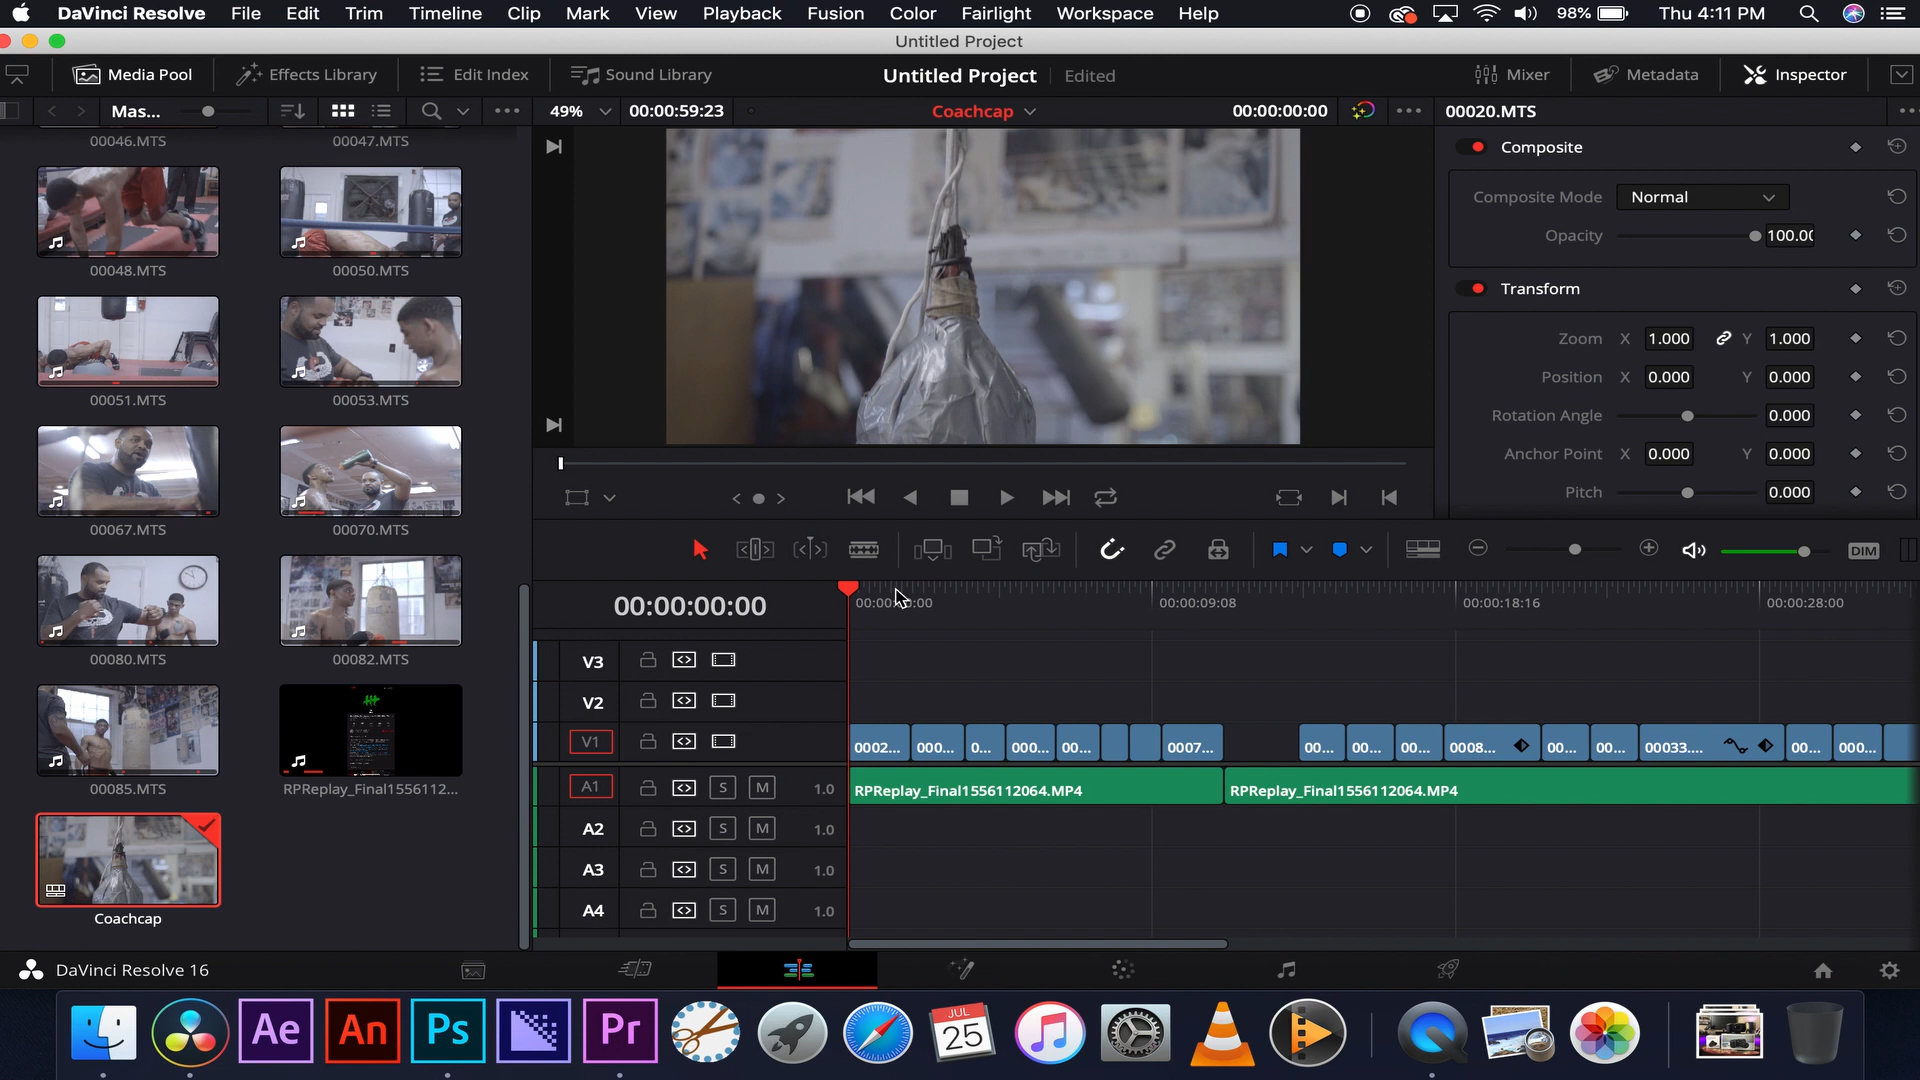 DaVinci Resolve File Edit Trim Timeline Clip Mark View Playback Fusion Color Fairlight Workspace Help 98% Thu 4:11 PM
Untitled Project
Media Pool Effects Library Edit Index Sound Library Untitled Project Edited Mixer Metadata Inspector
Mas... 49% 00:00:59:23 Coachcap 00:00:00:00 00020.MTS
00046.MTS 00047.MTS
Composite
Composite Mode Normal
Opacity 100.00
00048.MTS 00050.MTS
Transform
Zoom X 1.000 Y 1.000
Position X 0.000 Y 0.000
00051.MTS 00053.MTS
Rotation Angle 0.000
Anchor Point X 0.000 Y 0.000
Pitch 0.000
00067.MTS 00070.MTS
DIM
00:00:00:00
00:00:09:08 00:00:18:16 00:00:28:00
00080.MTS 00082.MTS
V3
V2
V1 0002... 000... 0... 000... 00... 0007... 00... 00... 00... 0008... 00... 00... 00033.... 00... 000...
00085.MTS RPReplay_Final1556112...
A1 S M 1.0 RPReplay_Final1556112064.MP4 RPReplay_Final1556112064.MP4
A2 S M 1.0
A3 S M 1.0
A4 S M 1.0
Coachcap
DaVinci Resolve 16
Ae An Ps Pr JUL 25